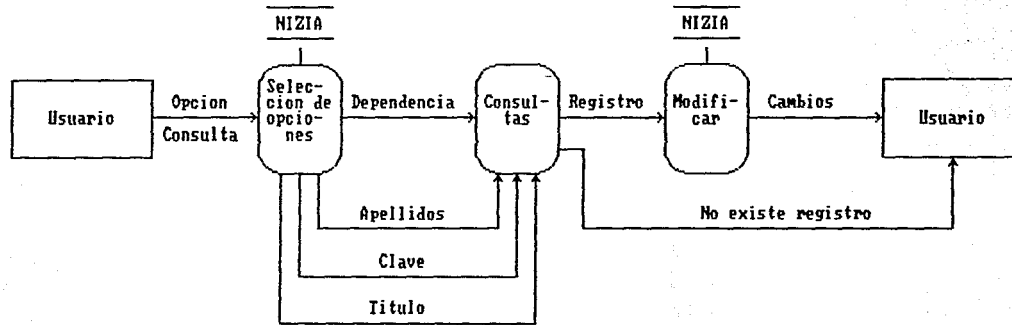 NIZIA
NIZIA
Usuario
Opcion
Consulta
Selec-
cion de
opcio-
nes
Dependencia
Consul-
tas
Registro
Modifi-
car
Cambios
Usuario
Apellidos
No existe registro
Clave
Titulo